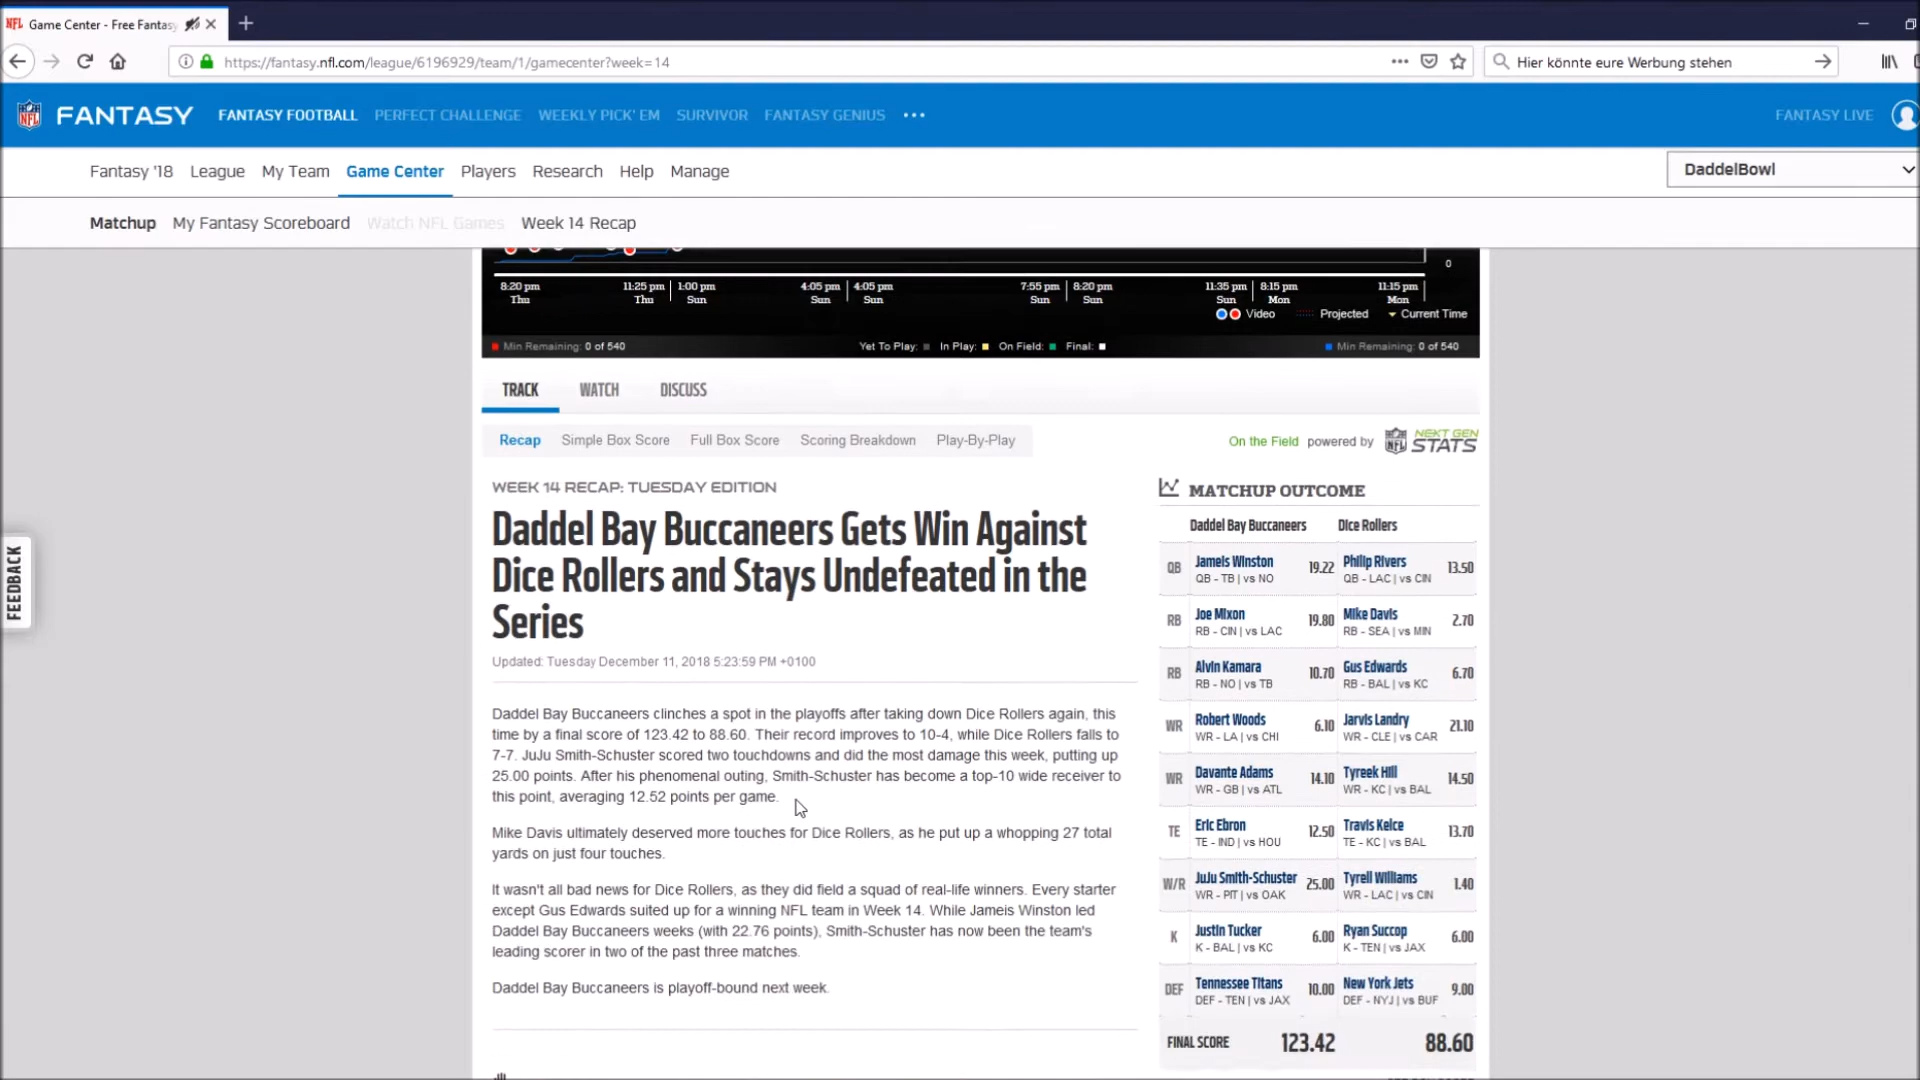 Game Center - Free Fantasy
https://fantasy.nfl.com/league/6196929/team/1/gamecenter?week=14
Hier könnte eure Werbung stehen
NFL FANTASY FANTASY FOOTBALL PERFECT CHALLENGE WEEKLY PICK' EM SURVIVOR FANTASY GENIUS ••• FANTASY LIVE
Fantasy '18 League My Team Game Center Players Research Help Manage DaddelBowl
Matchup My Fantasy Scoreboard Watch NFL Games Week 14 Recap
0
8:20 pm 11:25 pm 1:00 pm 4:05 pm 4:05 pm 7:55 pm 8:20 pm 11:35 pm 8:15 pm 11:15 pm
Thu Thu Sun Sun Sun Sun Sun Sun Mon Mon
Video Projected Current Time
Min Remaining: 0 of 540 Yet To Play: In Play: On Field: Final: Min Remaining: 0 of 540
TRACK WATCH DISCUSS
Recap Simple Box Score Full Box Score Scoring Breakdown Play-By-Play
On the Field powered by NFL NEXT GEN STATS
FEEDBACK
WEEK 14 RECAP: TUESDAY EDITION
Daddel Bay Buccaneers Gets Win Against
Dice Rollers and Stays Undefeated in the
Series
Updated: Tuesday December 11, 2018 5:23:59 PM +0100
Daddel Bay Buccaneers clinches a spot in the playoffs after taking down Dice Rollers again, this
time by a final score of 123.42 to 88.60. Their record improves to 10-4, while Dice Rollers falls to
7-7. JuJu Smith-Schuster scored two touchdowns and did the most damage this week, putting up
25.00 points. After his phenomenal outing, Smith-Schuster has become a top-10 wide receiver to
this point, averaging 12.52 points per game.
Mike Davis ultimately deserved more touches for Dice Rollers, as he put up a whopping 27 total
yards on just four touches.
It wasn't all bad news for Dice Rollers, as they did field a squad of real-life winners. Every starter
except Gus Edwards suited up for a winning NFL team in Week 14. While Jameis Winston led
Daddel Bay Buccaneers weeks (with 22.76 points), Smith-Schuster has now been the team's
leading scorer in two of the past three matches.
Daddel Bay Buccaneers is playoff-bound next week.
MATCHUP OUTCOME
Daddel Bay Buccaneers Dice Rollers
QB Jameis Winston 19.22 Philip Rivers 13.50
QB - TB | vs NO QB - LAC | vs CIN
RB Joe Mixon 19.80 Mike Davis 2.70
RB - CIN | vs LAC RB - SEA | vs MIN
RB Alvin Kamara 10.70 Gus Edwards 6.70
RB - NO | vs TB RB - BAL | vs KC
WR Robert Woods 6.10 Jarvis Landry 21.10
WR - LA | vs CHI WR - CLE | vs CAR
WR Davante Adams 14.10 Tyreek Hill 14.50
WR - GB | vs ATL WR - KC | vs BAL
TE Eric Ebron 12.50 Travis Kelce 13.70
TE - IND | vs HOU TE - KC | vs BAL
W/R JuJu Smith-Schuster 25.00 Tyrell Williams 1.40
WR - PIT | vs OAK WR - LAC | vs CIN
K Justin Tucker 6.00 Ryan Succop 6.00
K - BAL | vs KC K - TEN | vs JAX
DEF Tennessee Titans 10.00 New York Jets 9.00
DEF - TEN | vs JAX DEF - NYJ | vs BUF
FINAL SCORE 123.42 88.60